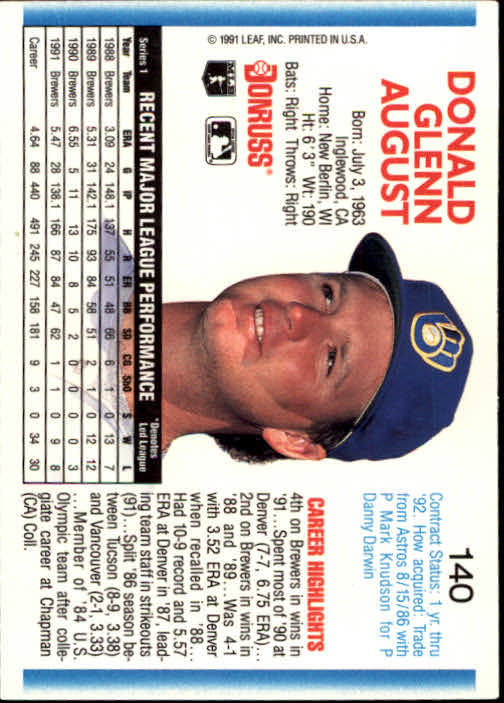 DONALD
GLENN
AUGUST
Born: July 3, 1963
Inglewood, CA
Home: New Berlin, WI
Ht: 6' 3" Wt: 190
Bats: Right Throws: Right
DONRUSS®
© 1991 LEAF, INC. PRINTED IN U.S.A.
140
Contract Status: 1 yr. thru
'92. How acquired: Trade
from Astros 8/15/86 with
P Mark Knudson for P
Danny Darwin
CAREER HIGHLIGHTS
4th on Brewers in wins in
'91...Spent most of '90 at
Denver (7-7, 6.75 ERA)...
2nd on Brewers in wins in
'88 and '89...Was 4-1
with 3.52 ERA at Denver
when recalled in '88...
Had 10-9 record and 5.57
ERA at Denver in '87, lead-
ing team staff in strikeouts
(91)...Split '86 season be-
tween Tucson (8-9, 3.38)
and Vancouver (2-1, 3.33)
...Member of '84 U.S.
Olympic team after colle-
giate career at Chapman
(CA) Coll.
Series 1 RECENT MAJOR LEAGUE PERFORMANCE *Denotes Led League
Year Team ERA G IP H R ER BB SO CG ShO S W L
1988 Brewers 3.09 24 148.1 137 55 51 48 66 6 1 0 13 7
1989 Brewers 5.31 31 142.1 175 93 84 58 51 2 1 0 12 12
1990 Brewers 6.55 5 11 13 10 8 5 2 0 0 0 0 3
1991 Brewers 5.47 28 138.1 166 87 84 47 62 1 1 0 9 8
Career 4.64 88 440 491 245 227 158 181 9 3 0 34 30